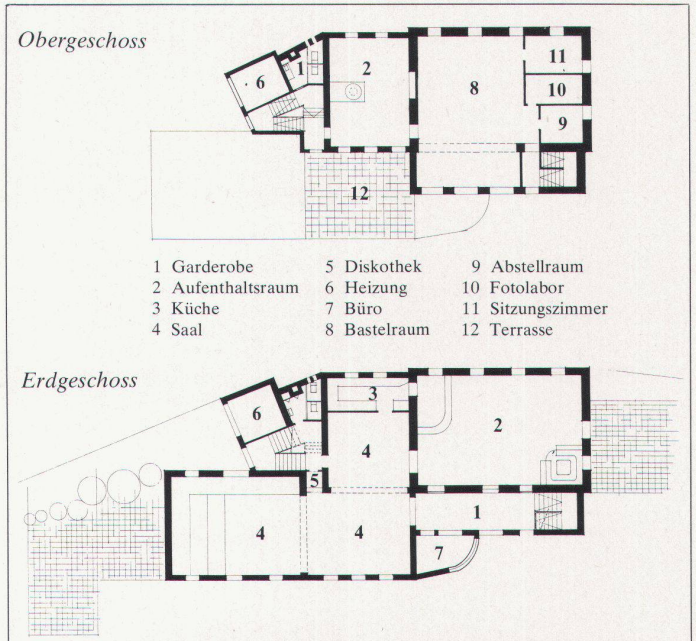 Obergeschoss
6 1 2 8 11
10
9
12
1 Garderobe 5 Diskothek 9 Abstellraum
2 Aufenthaltsraum 6 Heizung 10 Fotolabor
3 Küche 7 Büro 11 Sitzungszimmer
4 Saal 8 Bastelraum 12 Terrasse
Erdgeschoss
6 3
4 2
5
4 4 1
7